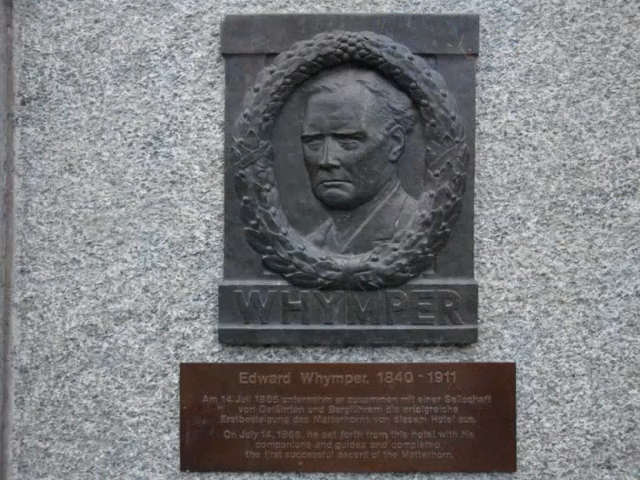 WHYMPER
Edward Whymper, 1840 - 1911
Am 14. Juli 1865 unternahm er zusammen mit einer Seilschaft
von Gefährten und Bergführern die erfolgreiche
Erstbesteigung des Matterhorns von diesem Hotel aus.
On July 14, 1865, he set forth from this hotel with his
companions and guides and completed
the first successful ascent of the Matterhorn.